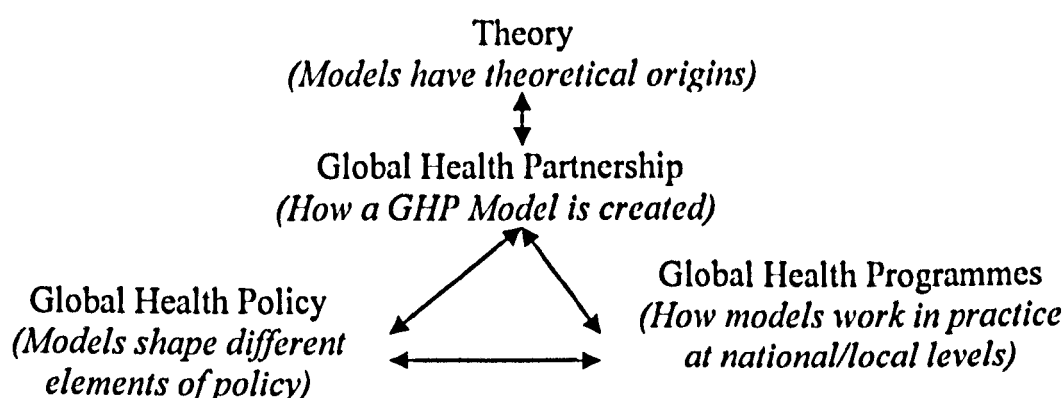 Theory
(Models have theoretical origins)
Global Health Partnership
(How a GHP Model is created)
Global Health Policy
(Models shape different
elements of policy)
Global Health Programmes
(How models work in practice
at national/local levels)